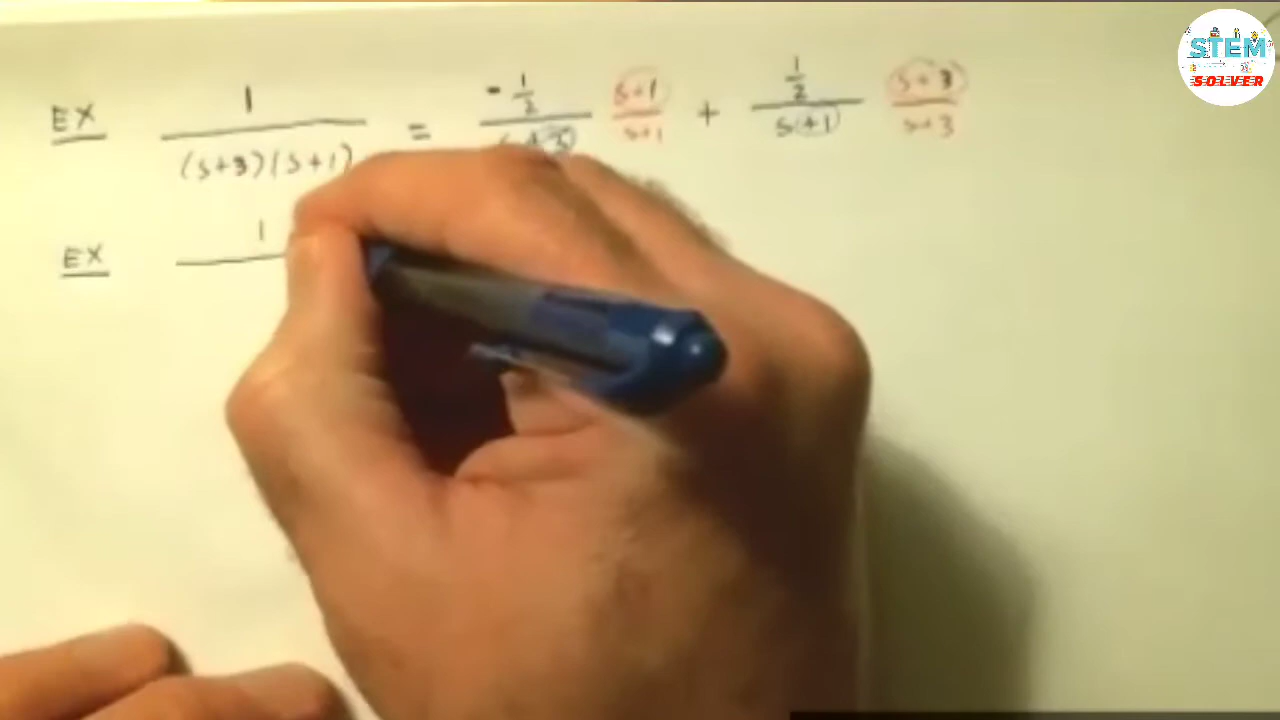 STEM
SOLVER
EX 1 / (s+3)(s+1) = -1/2 / (s+3) s+1 / s+1 + 1/2 / s+1 s+3 / s+3
EX 1